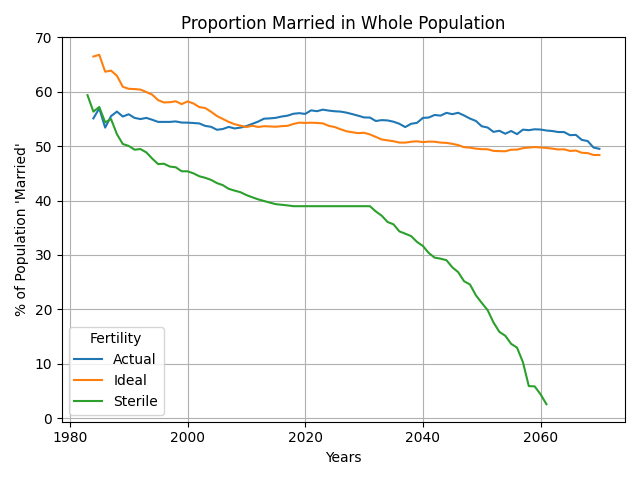 Proportion Married in Whole Population
% of Population 'Married'
70
60
50
40
30
20
10
0
Fertility
Actual
Ideal
Sterile
1980 2000 2020 2040 2060
Years